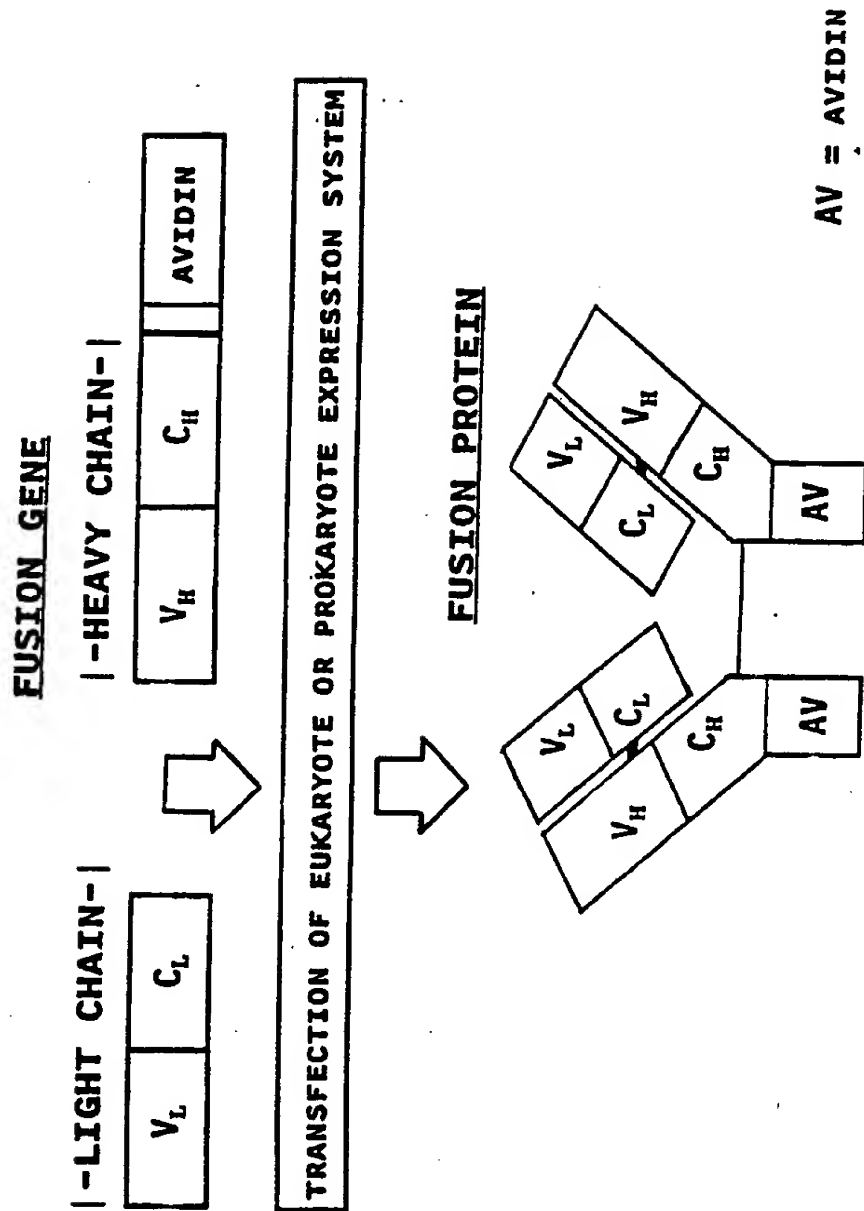 FUSION GENE
|-LIGHT CHAIN-| |-HEAVY CHAIN-|
V_L C_L V_H C_H AVIDIN
TRANSFECTION OF EUKARYOTE OR PROKARYOTE EXPRESSION SYSTEM
FUSION PROTEIN
V_L V_L
V_H C_L C_L V_H
C_H C_H
AV AV
AV = AVIDIN